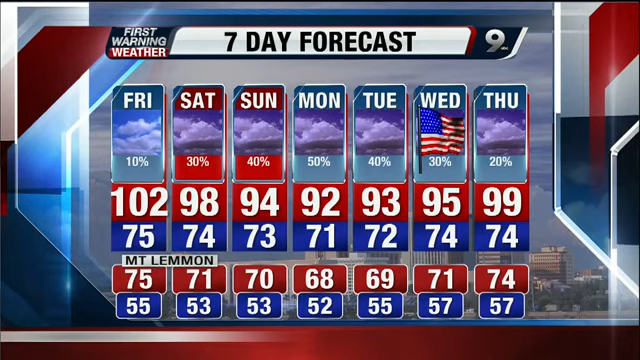 FIRST
WARNING
WEATHER
7 DAY FORECAST
9 abc
FRI SAT SUN MON TUE WED THU
10% 30% 40% 50% 40% 30% 20%
102 98 94 92 93 95 99
75 74 73 71 72 74 74
MT LEMMON
75 71 70 68 69 71 74
55 53 53 52 55 57 57